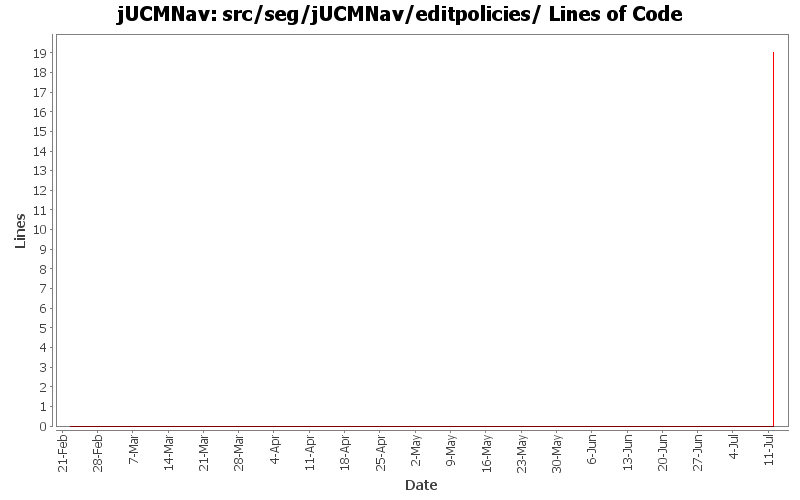 jUCMNav: src/seg/jUCMNav/editpolicies/ Lines of Code
19
18
17
16
15
14
13
12
11
10
9
8
7
6
5
4
3
2
1
0
Lines
21-Feb
28-Feb
7-Mar
14-Mar
21-Mar
28-Mar
4-Apr
11-Apr
18-Apr
25-Apr
2-May
9-May
16-May
23-May
30-May
6-Jun
13-Jun
20-Jun
27-Jun
4-Jul
11-Jul
Date